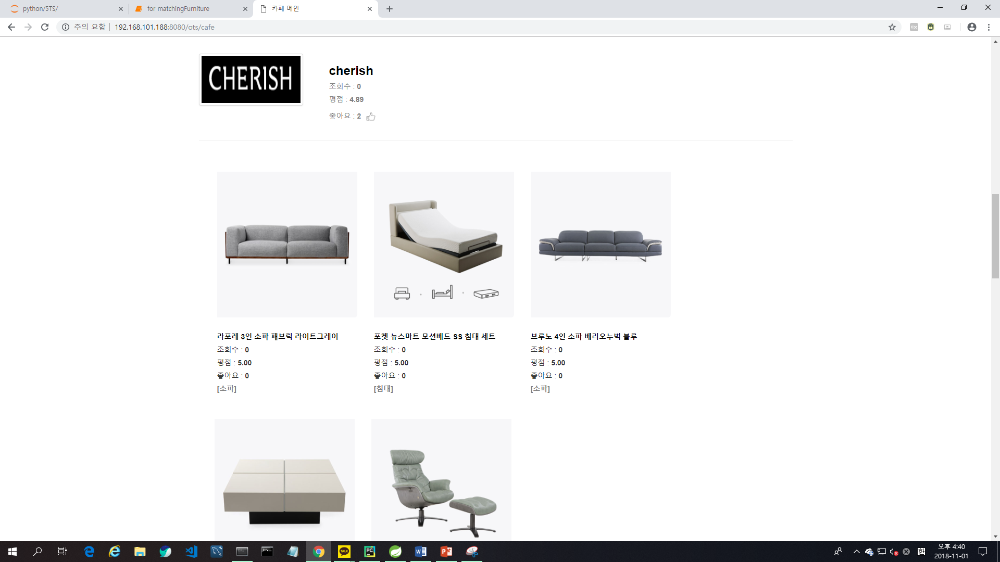 python/5TS/
for matchingFurniture
카페 메인
주의 요함
192.168.101.188:8080/ots/cafe
CHERISH
cherish
조회수 : 0
평점 : 4.89
좋아요 : 2
라포레 3인 소파 패브릭 라이트그레이
조회수 : 0
평점 : 5.00
좋아요 : 0
[소파]
포켓 뉴스마트 모션베드 SS 침대 세트
조회수 : 0
평점 : 5.00
좋아요 : 0
[침대]
브루노 4인 소파 베리오누벅 블루
조회수 : 0
평점 : 5.00
좋아요 : 0
[소파]
TALK
PC
한
오후 4:40
2018-11-01